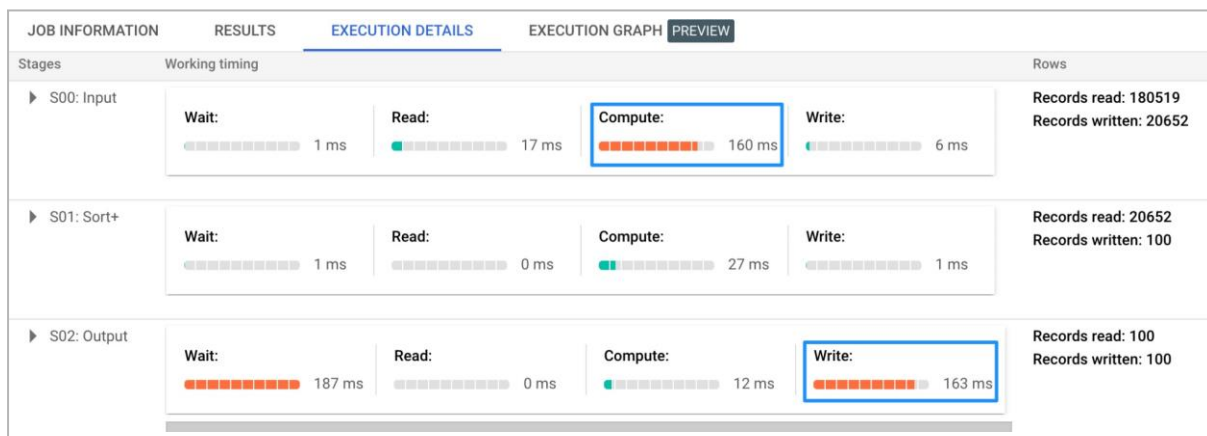 JOB INFORMATION RESULTS EXECUTION DETAILS EXECUTION GRAPH PREVIEW
Stages Working timing Rows
S00: Input
Wait: Read: Compute: Write:
1 ms 17 ms 160 ms 6 ms
Records read: 180519
Records written: 20652
S01: Sort+
Wait: Read: Compute: Write:
1 ms 0 ms 27 ms 1 ms
Records read: 20652
Records written: 100
S02: Output
Wait: Read: Compute: Write:
187 ms 0 ms 12 ms 163 ms
Records read: 100
Records written: 100